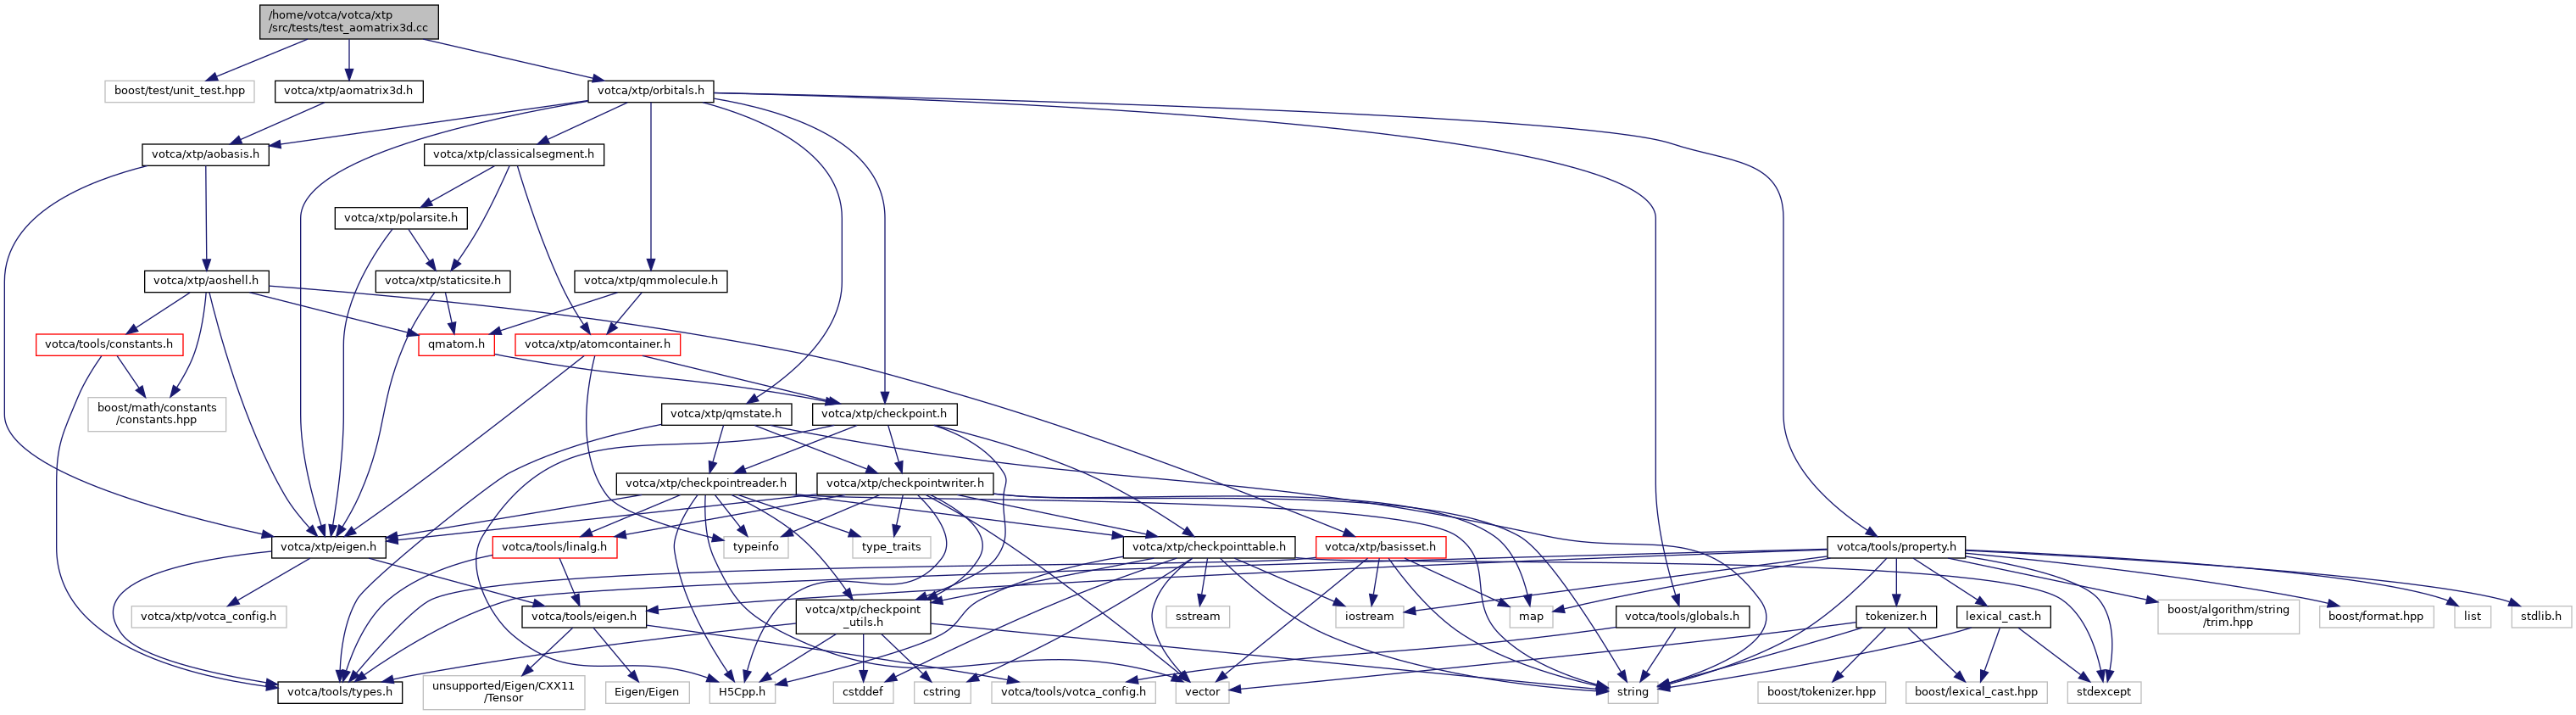 /home/votca/votca/xtp
/src/tests/test_aomatrix3d.cc
boost/test/unit_test.hpp
votca/xtp/aomatrix3d.h
votca/xtp/orbitals.h
votca/xtp/aobasis.h
votca/xtp/classicalsegment.h
votca/xtp/polarsite.h
votca/xtp/aoshell.h
votca/xtp/staticsite.h
votca/xtp/qmmolecule.h
votca/tools/constants.h
qmatom.h
votca/xtp/atomcontainer.h
boost/math/constants
/constants.hpp
votca/xtp/qmstate.h
votca/xtp/checkpoint.h
votca/xtp/checkpointreader.h
votca/xtp/checkpointwriter.h
votca/xtp/eigen.h
votca/tools/linalg.h
typeinfo
type_traits
votca/xtp/checkpointtable.h
votca/xtp/basisset.h
votca/tools/property.h
votca/xtp/votca_config.h
votca/tools/eigen.h
votca/xtp/checkpoint
_utils.h
sstream
iostream
map
votca/tools/globals.h
tokenizer.h
lexical_cast.h
boost/algorithm/string
/trim.hpp
boost/format.hpp
list
stdlib.h
votca/tools/types.h
unsupported/Eigen/CXX11
/Tensor
Eigen/Eigen
H5Cpp.h
cstddef
cstring
votca/tools/votca_config.h
vector
string
boost/tokenizer.hpp
boost/lexical_cast.hpp
stdexcept